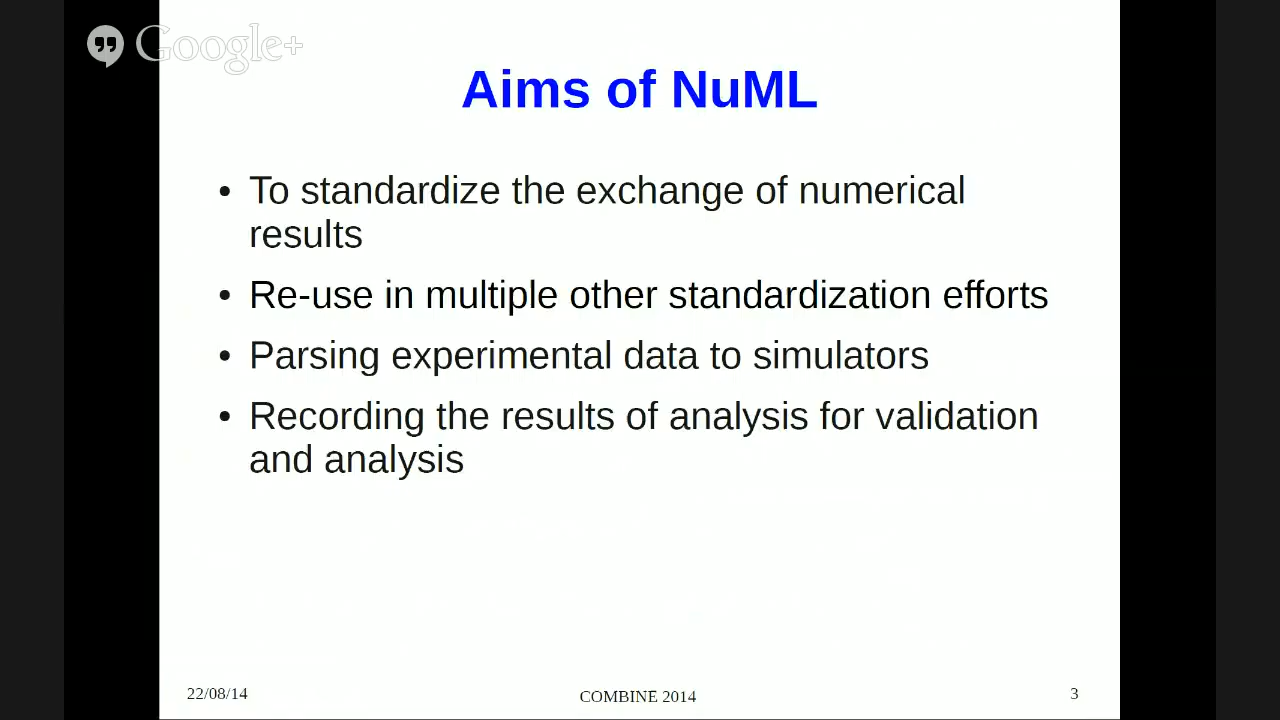 Google+
Aims of NuML
• To standardize the exchange of numerical
results
• Re-use in multiple other standardization efforts
• Parsing experimental data to simulators
• Recording the results of analysis for validation
and analysis
22/08/14
COMBINE 2014
3